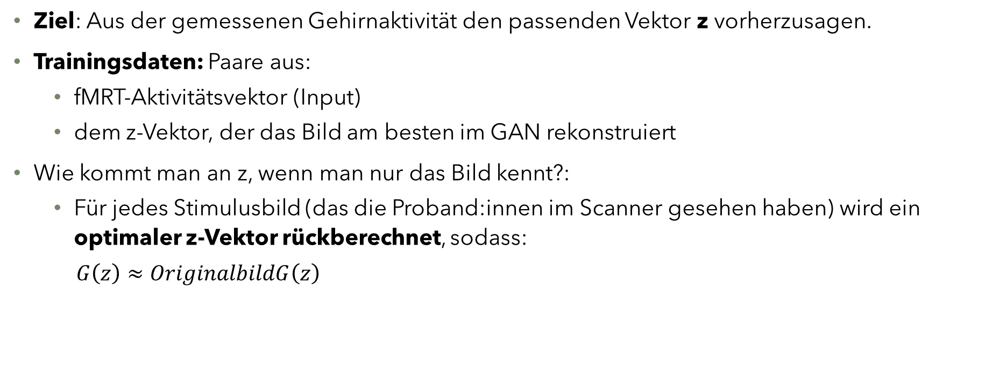 • Ziel: Aus der gemessenen Gehirnaktivität den passenden Vektor z vorherzusagen.
• Trainingsdaten: Paare aus:
• fMRT-Aktivitätsvektor (Input)
• dem z-Vektor, der das Bild am besten im GAN rekonstruiert
• Wie kommt man an z, wenn man nur das Bild kennt?:
• Für jedes Stimulusbild (das die Proband:innen im Scanner gesehen haben) wird ein
optimaler z-Vektor rückberechnet, sodass:
G(z) ≈ OriginalbildG(z)